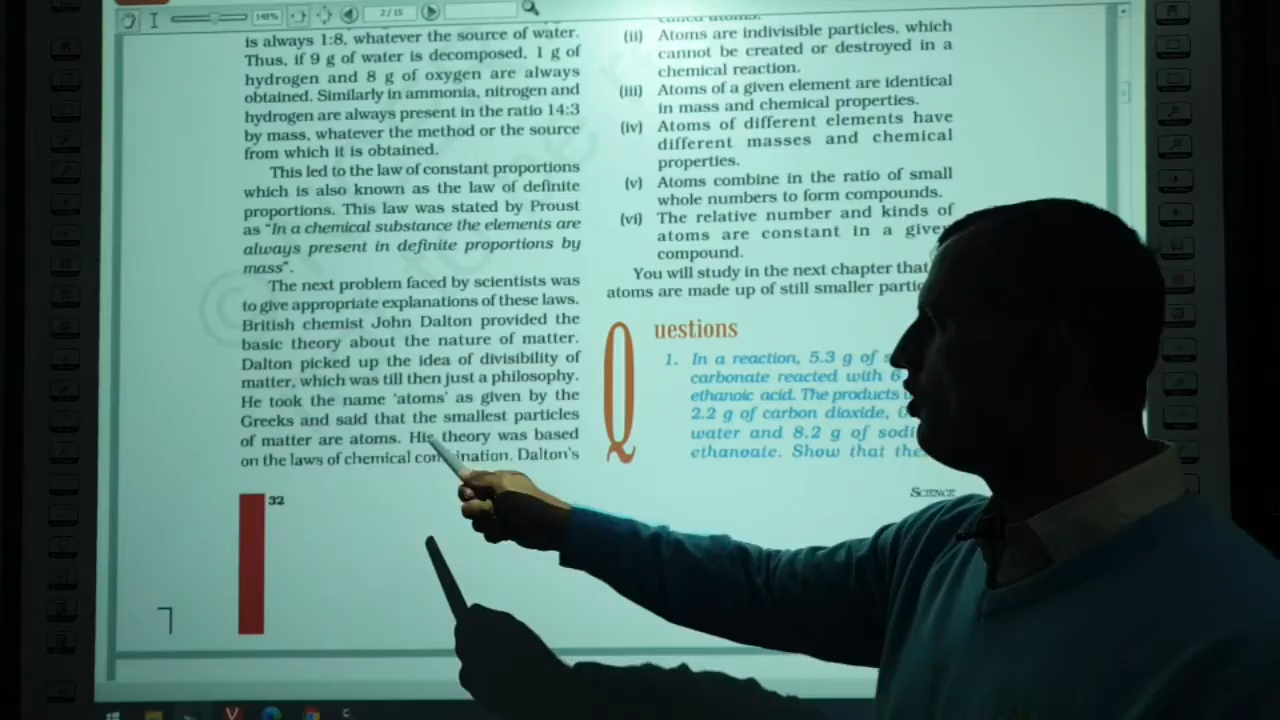 148%
2 / 15
is always 1:8, whatever the source of water.
Thus, if 9 g of water is decomposed, 1 g of
hydrogen and 8 g of oxygen are always
obtained. Similarly in ammonia, nitrogen and
hydrogen are always present in the ratio 14:3
by mass, whatever the method or the source
from which it is obtained.
This led to the law of constant proportions
which is also known as the law of definite
proportions. This law was stated by Proust
as "In a chemical substance the elements are
always present in definite proportions by
mass".
The next problem faced by scientists was
to give appropriate explanations of these laws.
British chemist John Dalton provided the
basic theory about the nature of matter.
Dalton picked up the idea of divisibility of
matter, which was till then just a philosophy.
He took the name 'atoms' as given by the
Greeks and said that the smallest particles
of matter are atoms. His theory was based
on the laws of chemical combination. Dalton's
32
called atoms.
(ii) Atoms are indivisible particles, which
cannot be created or destroyed in a
chemical reaction.
(iii) Atoms of a given element are identical
in mass and chemical properties.
(iv) Atoms of different elements have
different masses and chemical
properties.
(v) Atoms combine in the ratio of small
whole numbers to form compounds.
(vi) The relative number and kinds of
atoms are constant in a given
compound.
You will study in the next chapter that
atoms are made up of still smaller
Questions
1. In a reaction, 5.3 g of
carbonate reacted with 6
ethanoic acid. The products
2.2 g of carbon dioxide, 0
water and 8.2 g of
ethanoate. Show that
SCIENCE